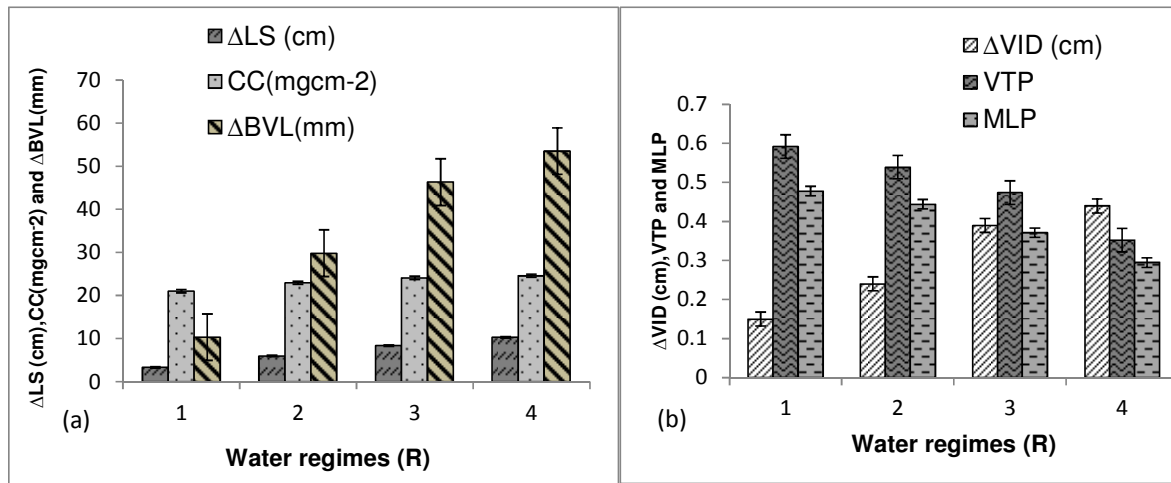 ΔLS (cm)
CC(mgcm-2)
ΔBVL(mm)
70
60
50
40
30
20
10
0
ΔLS (cm),CC(mgcm-2) and ΔBVL(mm)
1 2 3 4
(a)
Water regimes (R)
ΔVID (cm)
VTP
MLP
0.7
0.6
0.5
0.4
0.3
0.2
0.1
0
ΔVID (cm),VTP and MLP
1 2 3 4
(b)
Water regimes (R)